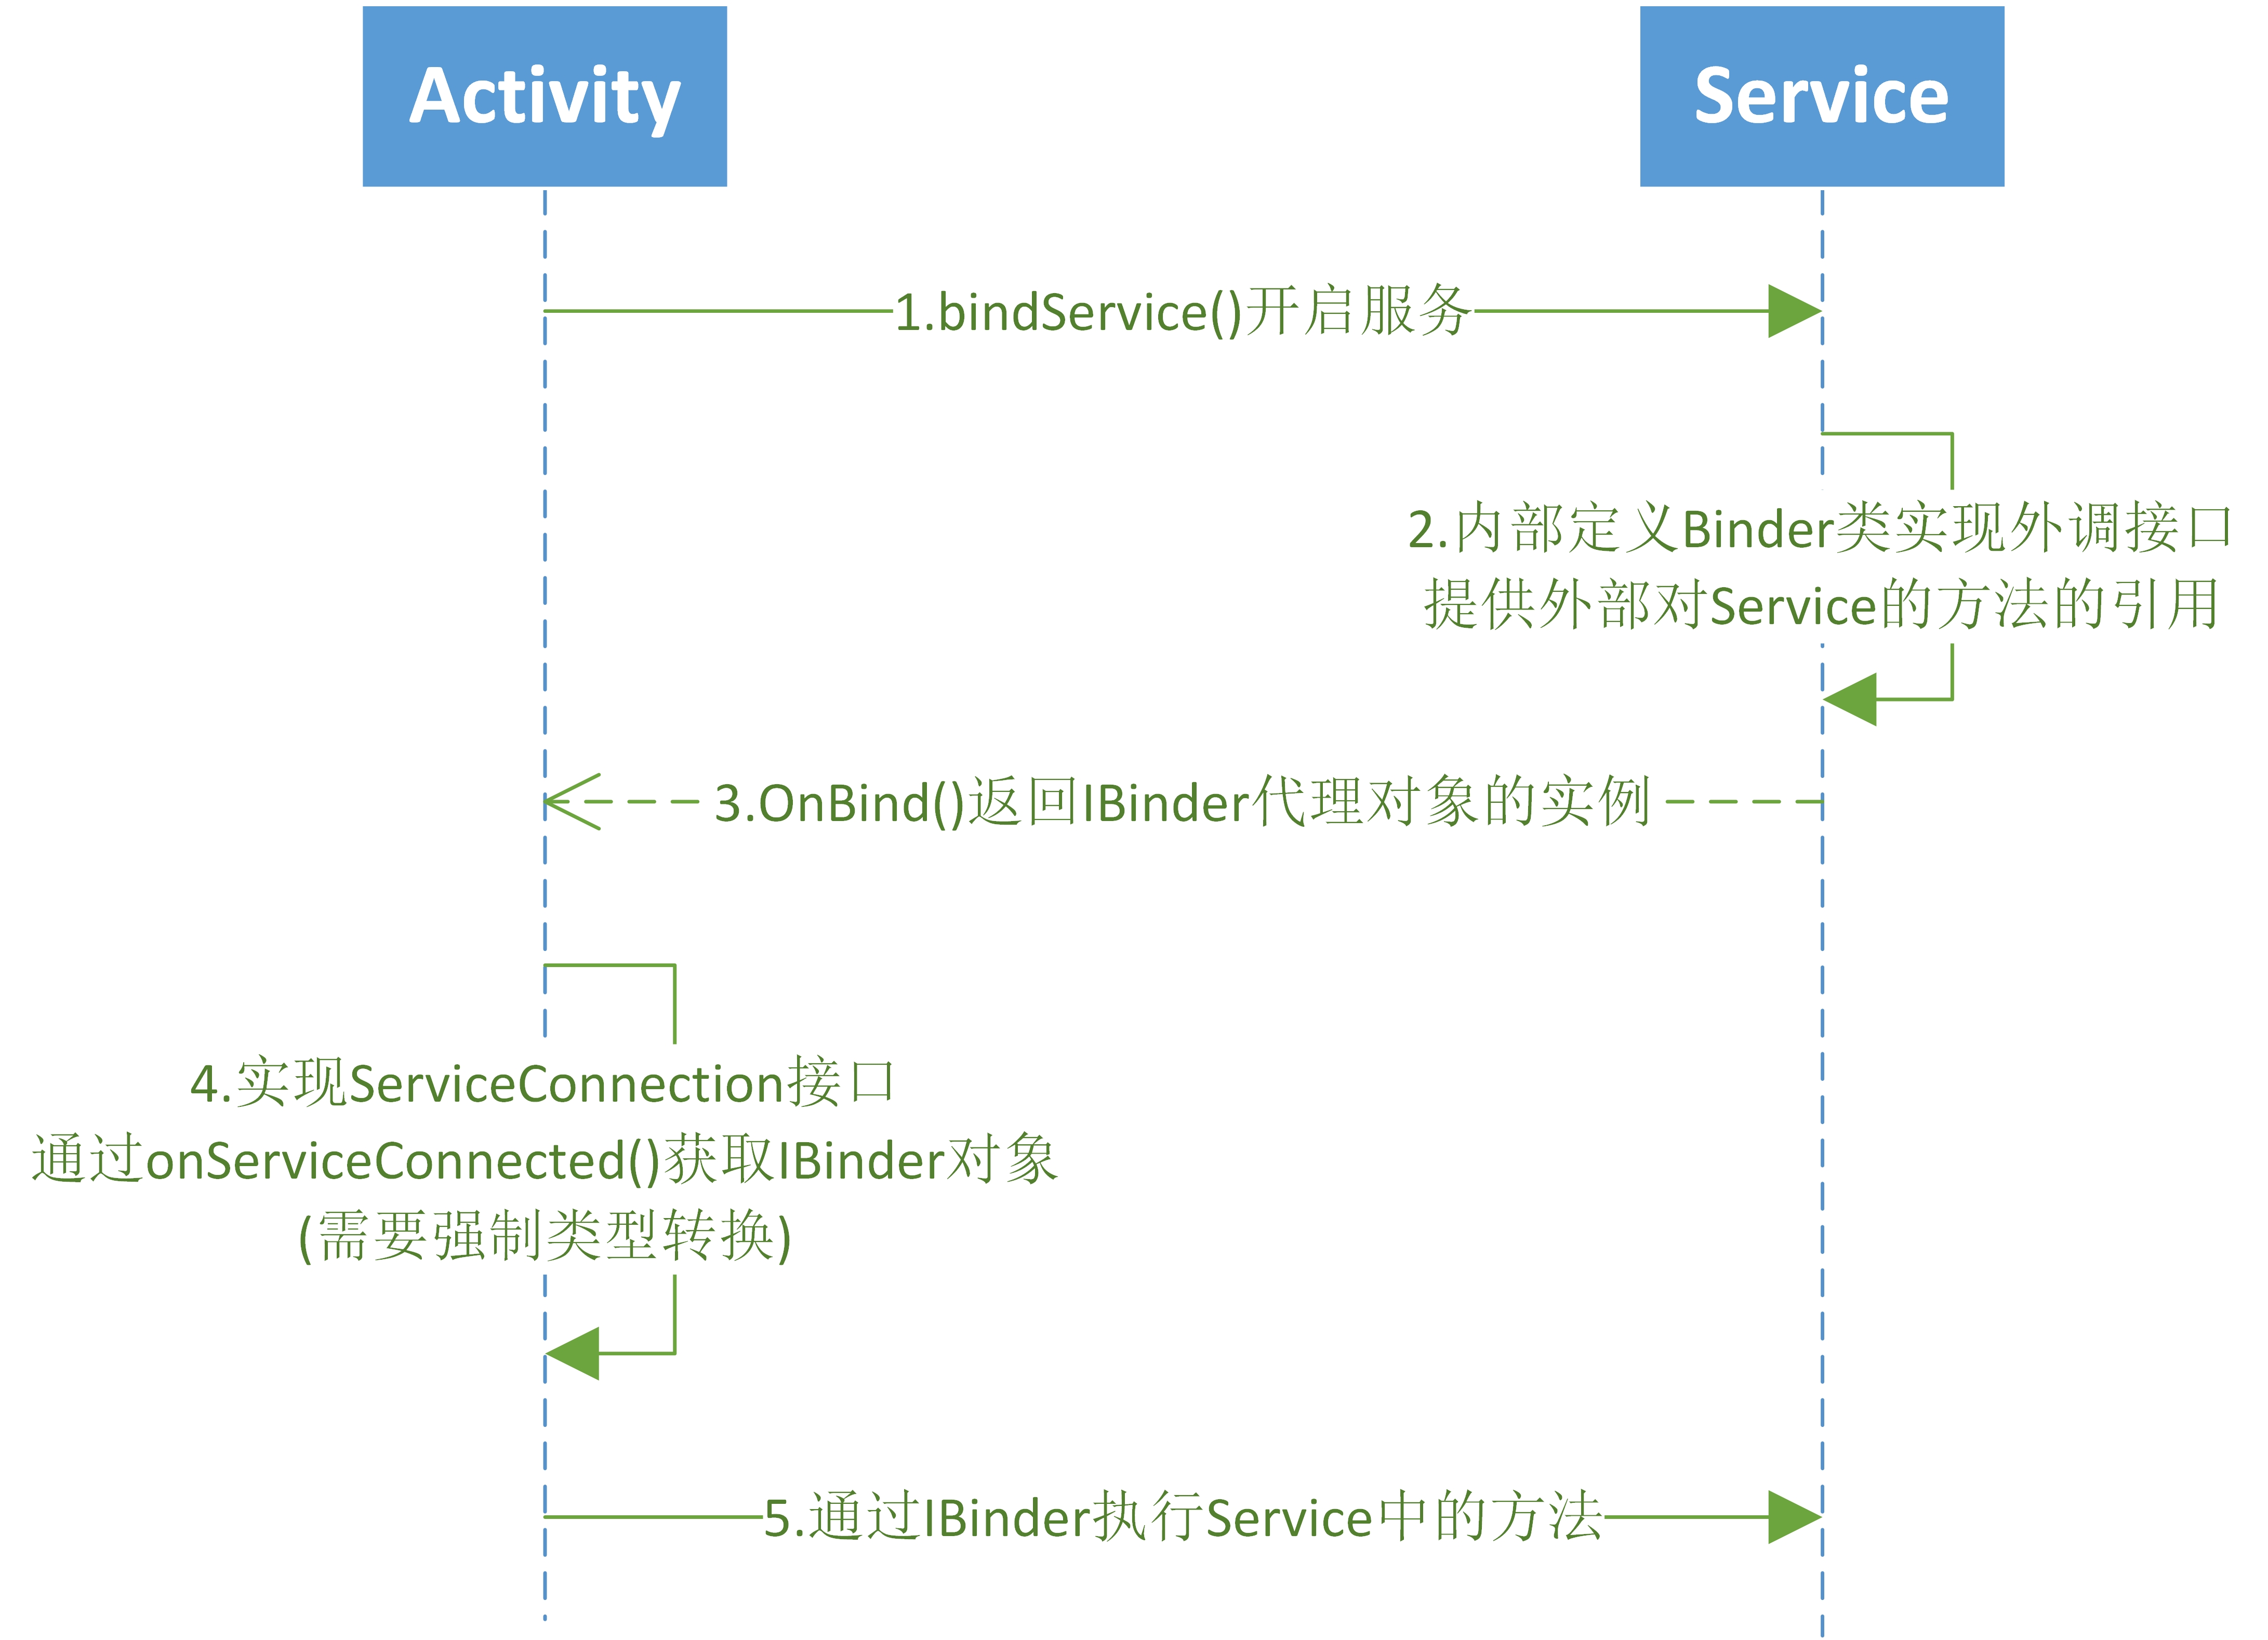 Activity
Service
1.bindService()开启服务
2.内部定义Binder类实现外调接口
提供外部对Service的方法的引用
3.OnBind()返回IBinder代理对象的实例
4.实现ServiceConnection接口
通过onServiceConnected()获取IBinder对象
(需要强制类型转换)
5.通过IBinder执行Service中的方法